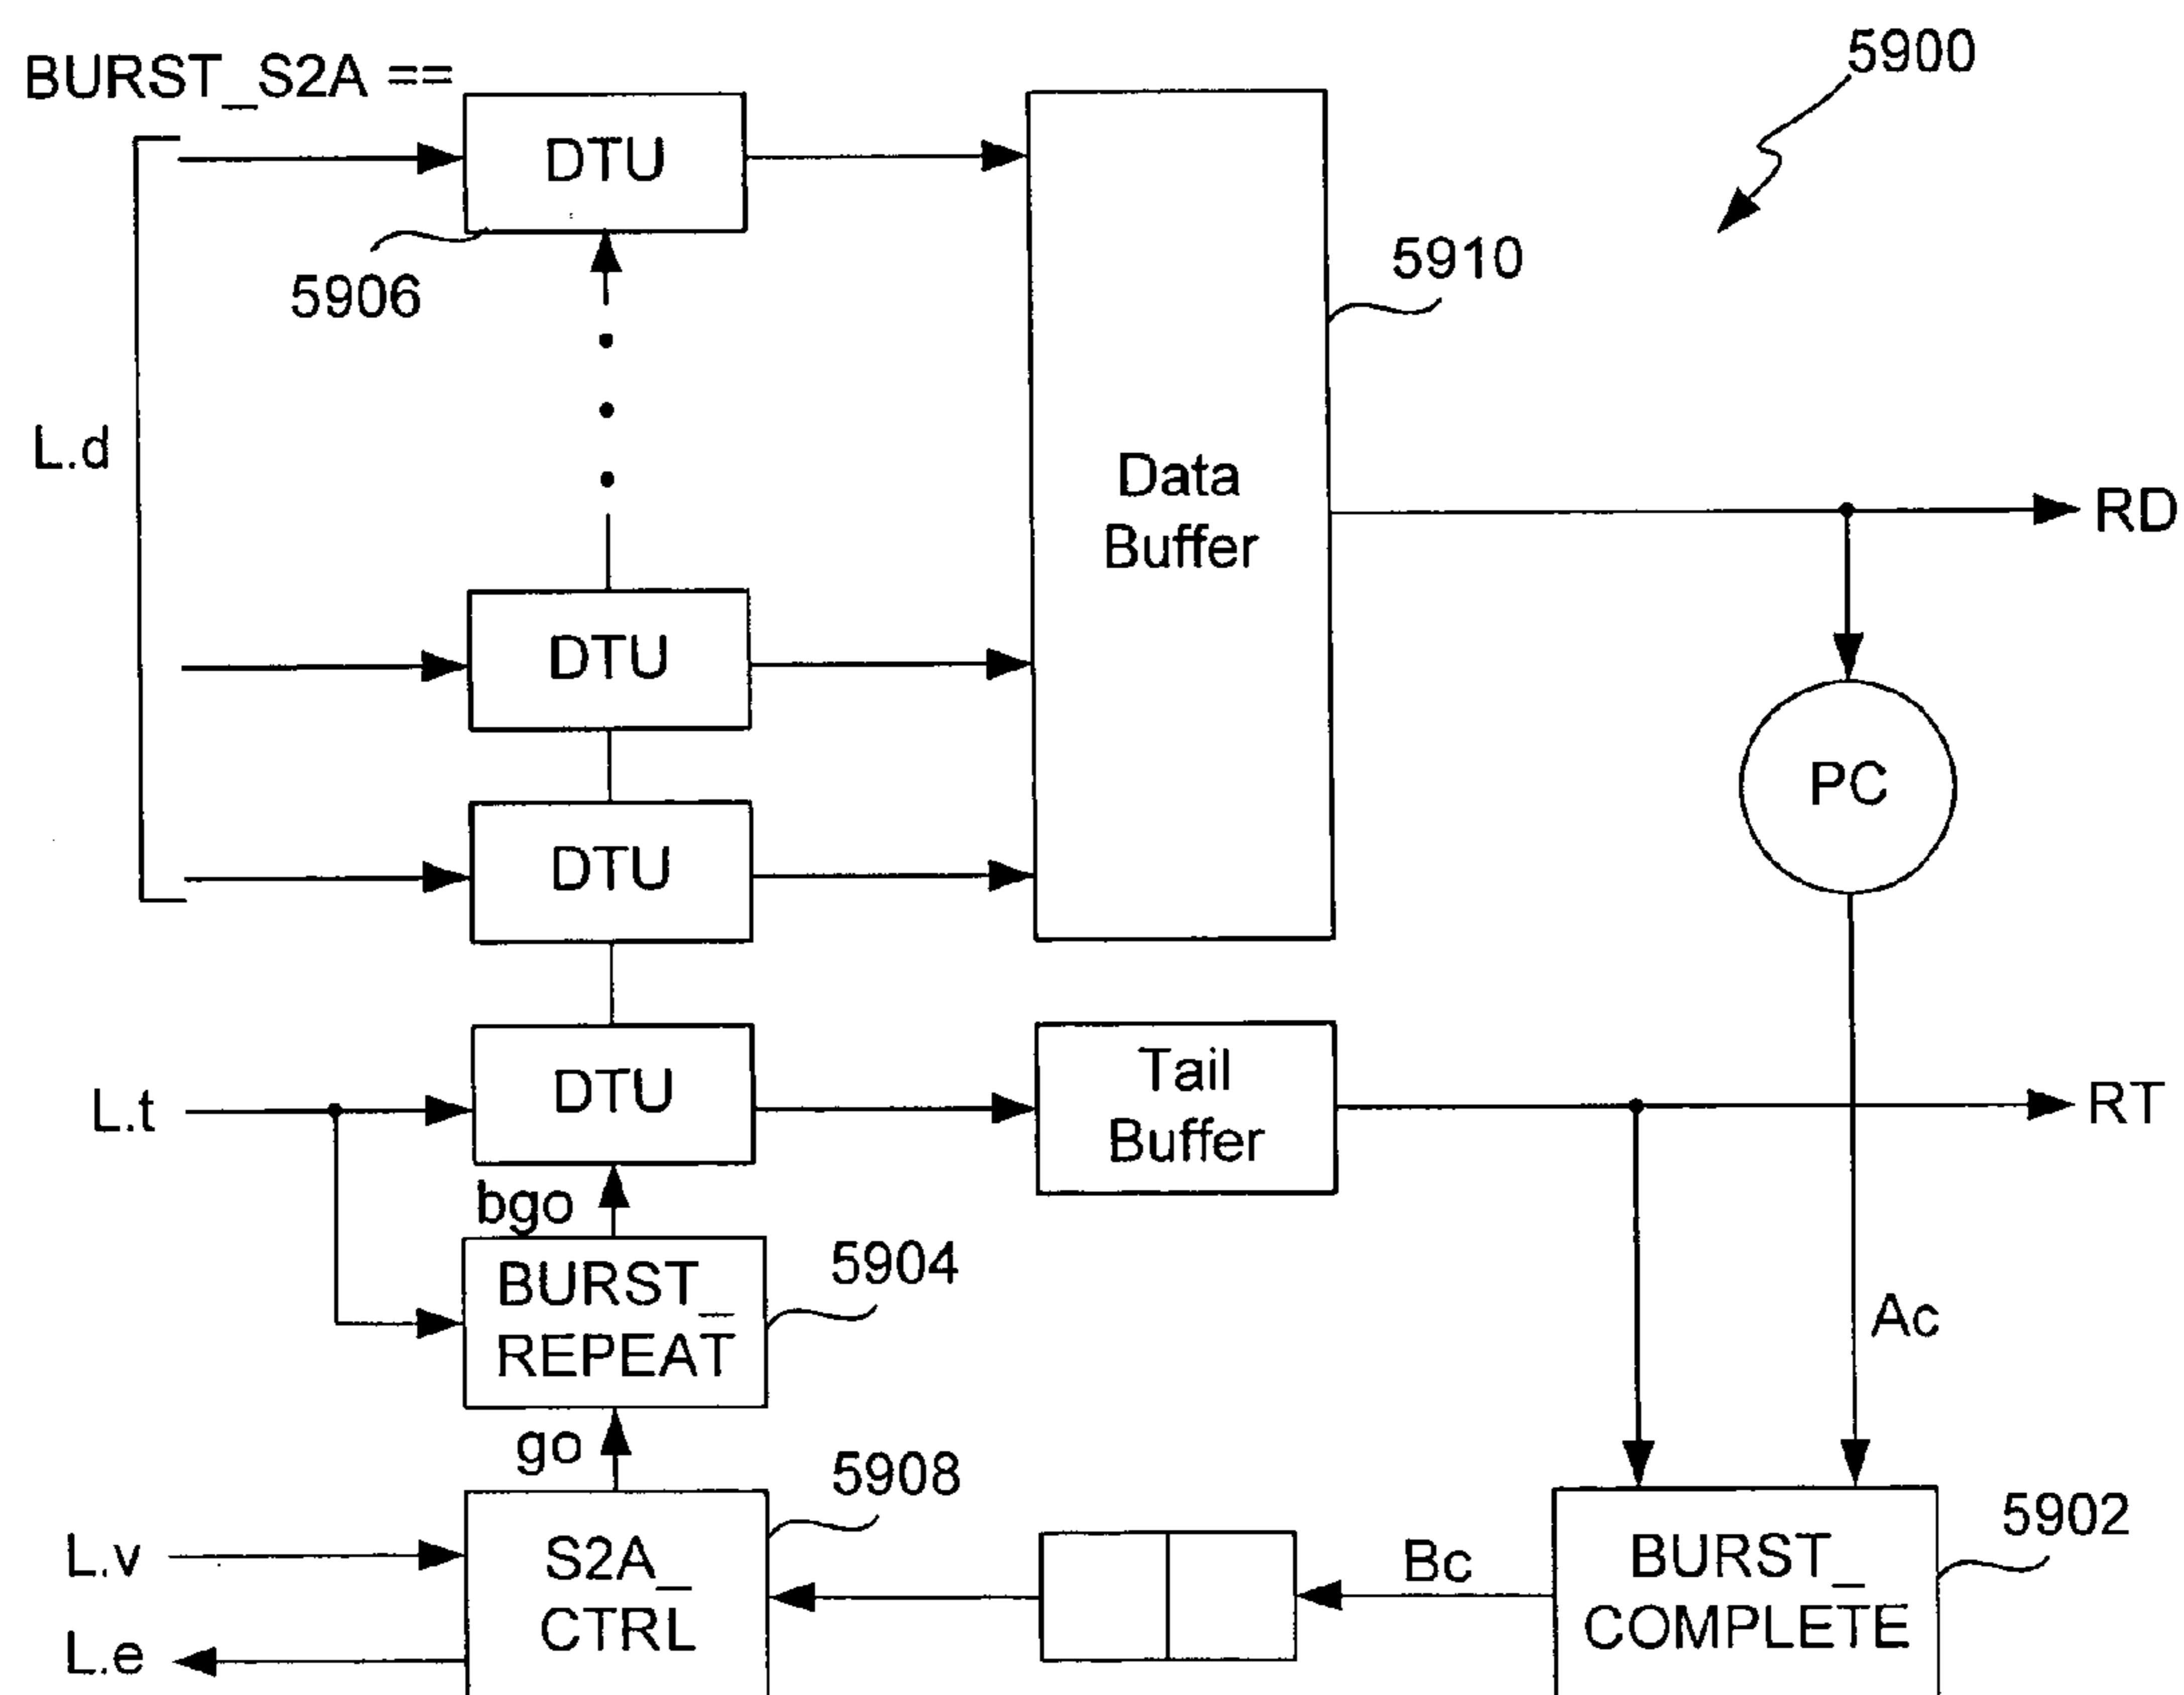 BURST_S2A ==
5900
DTU
5906
5910
L.d
Data
Buffer
RD
DTU
PC
DTU
L.t
DTU
Tail
Buffer
RT
bgo
BURST_
REPEAT
5904
Ac
go
5908
L.v
S2A_
CTRL
Bc
BURST_
COMPLETE
5902
L.e